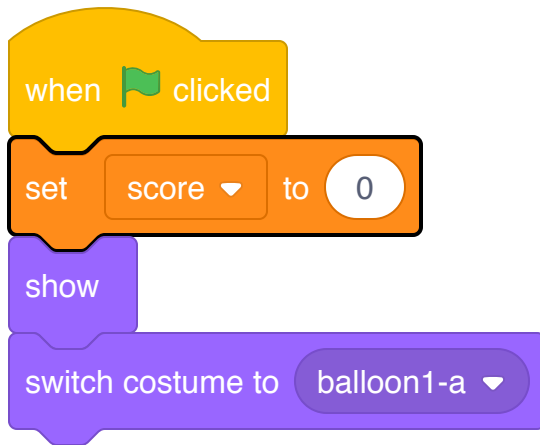 when clicked
set score to 0
show
switch costume to balloon1-a